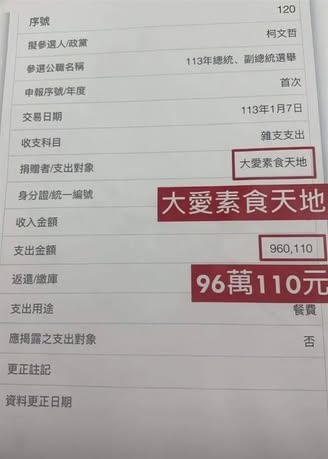 序號 120
擬參選人/政黨 柯文哲
參選公職名稱 113年總統、副總統選舉
申報序號/年度 首次
交易日期 113年1月7日
收支科目 雜支支出
捐贈者/支出對象 大愛素食天地
身分證/統一編號
大愛素食天地
收入金額
支出金額 960,110
返還/繳庫
96萬110元
支出用途 餐費
應揭露之支出對象 否
更正註記
資料更正日期